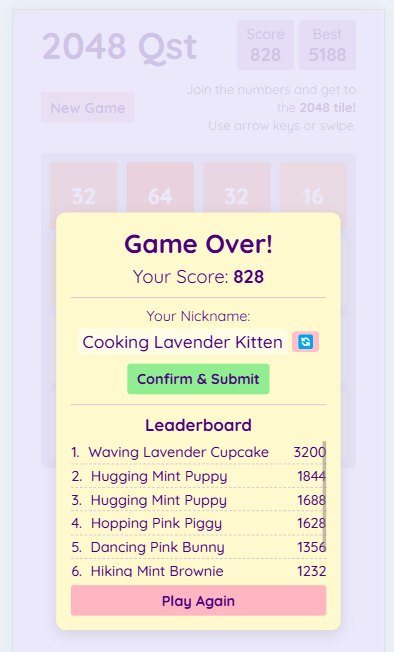 2048 Qst
Score
828
Best
5188
New Game
Join the numbers and get to
the 2048 tile!
Use arrow keys or swipe.
32 64 32 16
Game Over!
Your Score: 828
Your Nickname:
Cooking Lavender Kitten
Confirm & Submit
Leaderboard
1. Waving Lavender Cupcake 3200
2. Hugging Mint Puppy 1844
3. Hugging Mint Puppy 1688
4. Hopping Pink Piggy 1628
5. Dancing Pink Bunny 1356
6. Hiking Mint Brownie 1232
Play Again